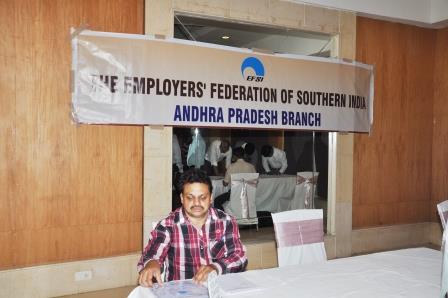 EFSI
THE EMPLOYERS' FEDERATION OF SOUTHERN INDIA
ANDHRA PRADESH BRANCH